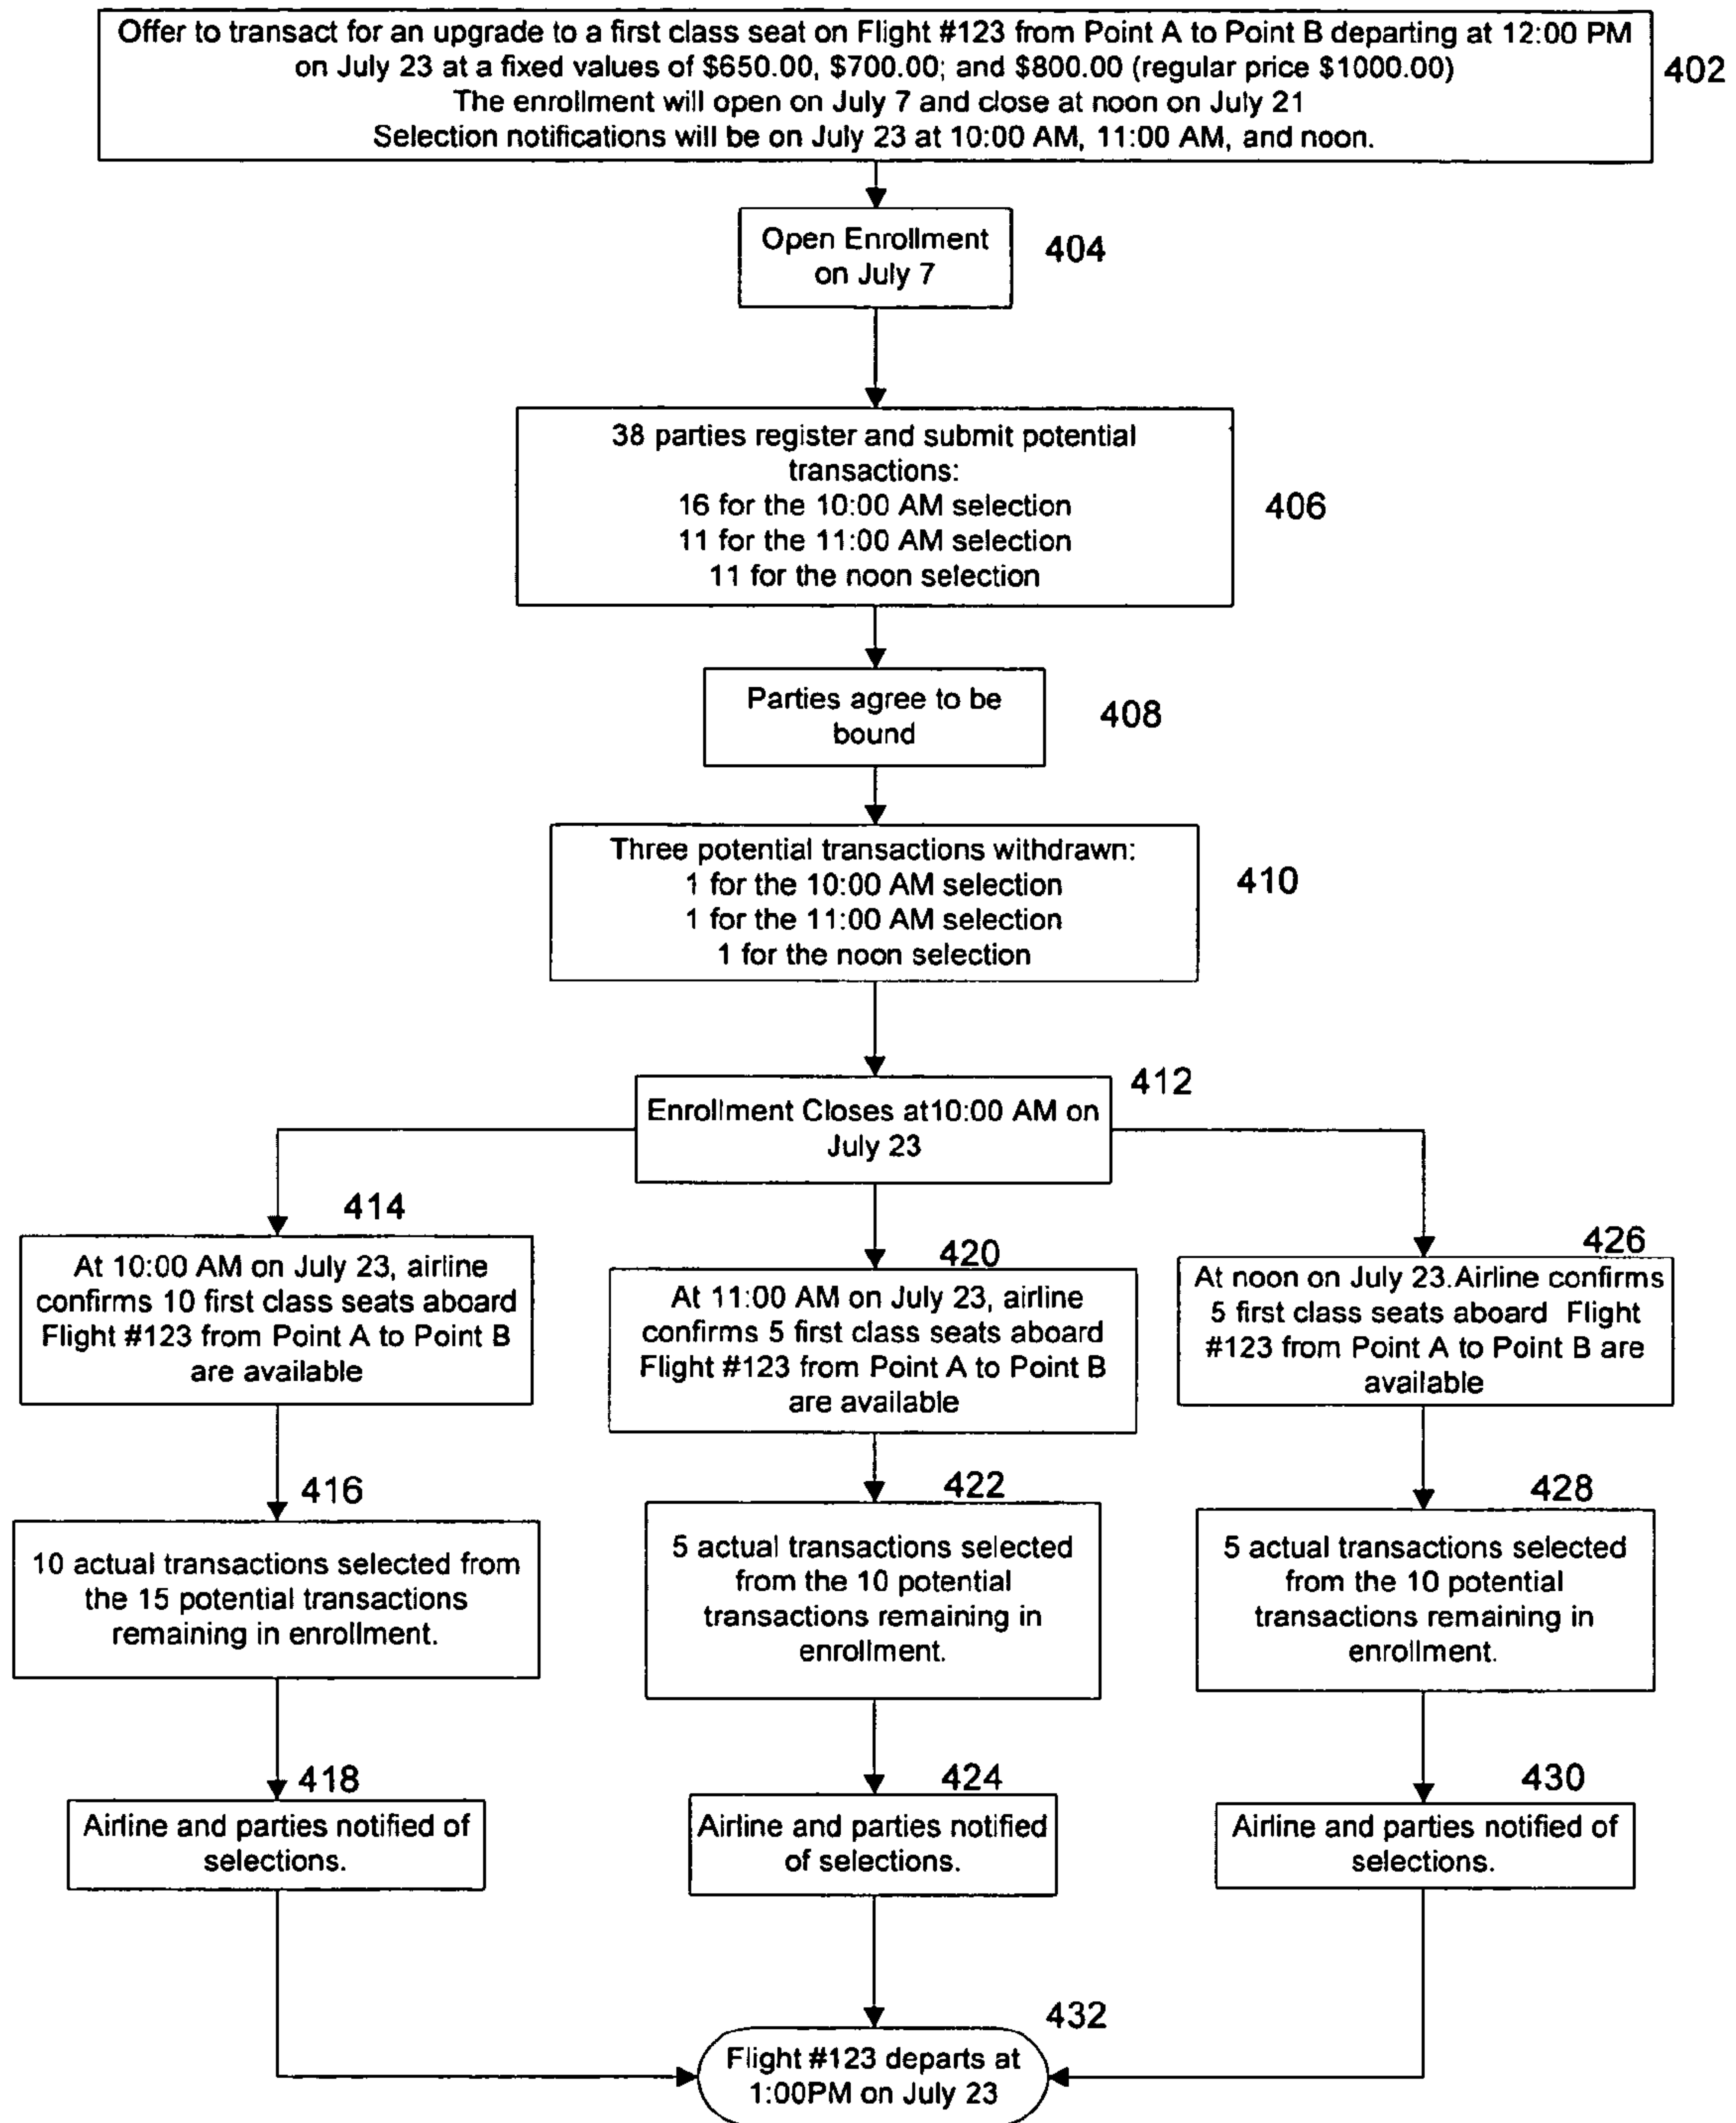 Offer to transact for an upgrade to a first class seat on Flight #123 from Point A to Point B departing at 12:00 PM
on July 23 at a fixed values of $650.00, $700.00; and $800.00 (regular price $1000.00)
The enrollment will open on July 7 and close at noon on July 21
Selection notifications will be on July 23 at 10:00 AM, 11:00 AM, and noon.
402
Open Enrollment
on July 7
404
38 parties register and submit potential
transactions:
16 for the 10:00 AM selection
11 for the 11:00 AM selection
11 for the noon selection
406
Parties agree to be
bound
408
Three potential transactions withdrawn:
1 for the 10:00 AM selection
1 for the 11:00 AM selection
1 for the noon selection
410
412
Enrollment Closes at10:00 AM on
July 23
414
At 10:00 AM on July 23, airline
confirms 10 first class seats aboard
Flight #123 from Point A to Point B
are available
416
10 actual transactions selected from
the 15 potential transactions
remaining in enrollment.
418
Airline and parties notified of
selections.
420
At 11:00 AM on July 23, airline
confirms 5 first class seats aboard
Flight #123 from Point A to Point B
are available
422
5 actual transactions selected
from the 10 potential
transactions remaining in
enrollment.
424
Airline and parties notified
of selections.
426
At noon on July 23.Airline confirms
5 first class seats aboard Flight
#123 from Point A to Point B are
available
428
5 actual transactions selected
from the 10 potential
transactions remaining in
enrollment.
430
Airline and parties notified of
selections.
432
Flight #123 departs at
1:00PM on July 23